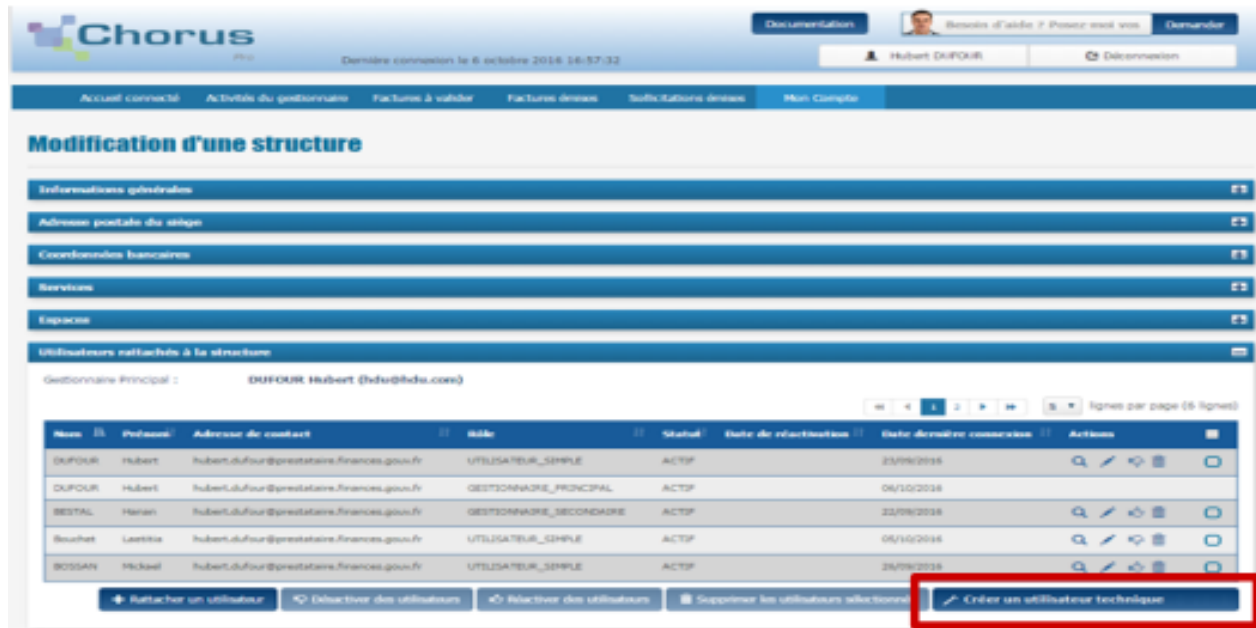 Chorus
Pro
Dernière connexion le 6 octobre 2016 16:57:32
Documentation
Besoin d'aide ? Posez-moi vos
Demander
Hubert DUFOUR
Déconnexion
Accueil connecté Activités du gestionnaire Factures à valider Factures émises Sollicitations émises Mon Compte
Modification d'une structure
Informations générales
Adresse postale du siège
Coordonnées bancaires
Services
Espaces
Utilisateurs rattachés à la structure
Gestionnaire Principal : DUFOUR Hubert (hdu@hdu.com)
1 2 5 lignes par page (6 lignes)
Nom Prénom Adresse de contact Rôle Statut Date de réactivation Date dernière connexion Actions
DUFOUR Hubert hubert.dufour@prestataire.finances.gouv.fr UTILISATEUR_SIMPLE ACTIF 23/09/2016
DUFOUR Hubert hubert.dufour@prestataire.finances.gouv.fr GESTIONNAIRE_PRINCIPAL ACTIF 06/10/2016
BESTAL Hanan hubert.dufour@prestataire.finances.gouv.fr GESTIONNAIRE_SECONDAIRE ACTIF 22/09/2016
Bouchet Laetitia hubert.dufour@prestataire.finances.gouv.fr UTILISATEUR_SIMPLE ACTIF 05/10/2016
BOSSAN Mickael hubert.dufour@prestataire.finances.gouv.fr UTILISATEUR_SIMPLE ACTIF 26/09/2016
Rattacher un utilisateur Désactiver des utilisateurs Réactiver des utilisateurs Supprimer les utilisateurs sélectionnés Créer un utilisateur technique